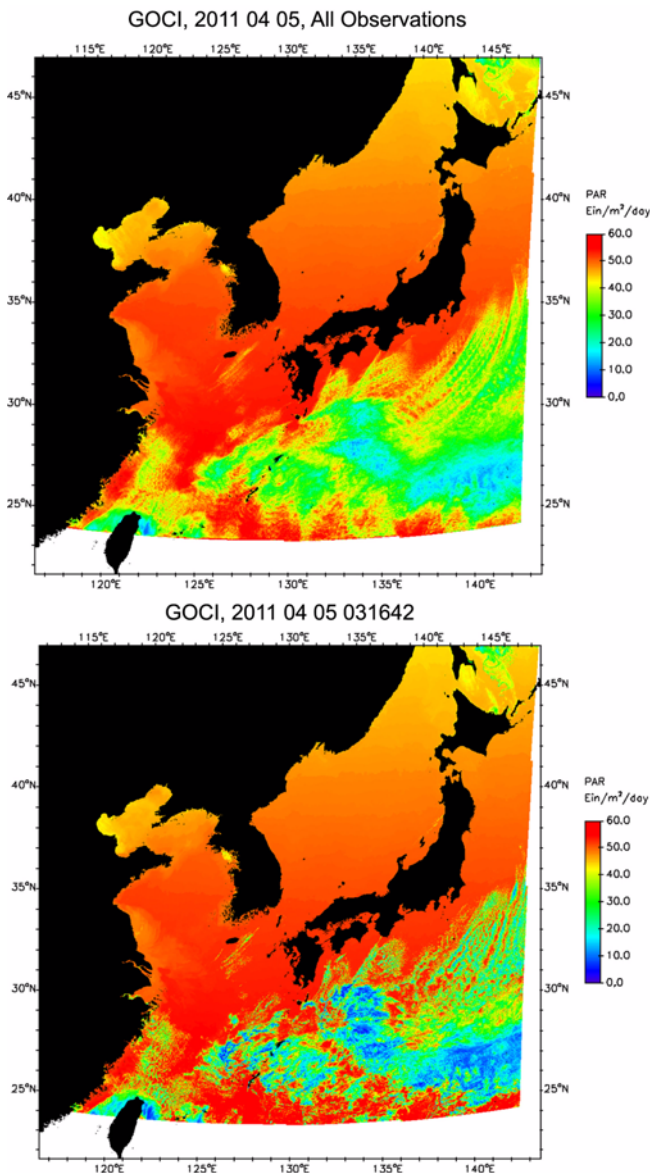 GOCI, 2011 04 05, All Observations
115°E 120°E 125°E 130°E 135°E 140°E 145°E
45°N 45°N
40°N 40°N
35°N 35°N
30°N 30°N
25°N 25°N
120°E 125°E 130°E 135°E 140°E
PAR
Ein/m²/day
60.0
50.0
40.0
30.0
20.0
10.0
0.0
GOCI, 2011 04 05 031642
115°E 120°E 125°E 130°E 135°E 140°E 145°E
45°N 45°N
40°N 40°N
35°N 35°N
30°N 30°N
25°N 25°N
120°E 125°E 130°E 135°E 140°E
PAR
Ein/m²/day
60.0
50.0
40.0
30.0
20.0
10.0
0.0